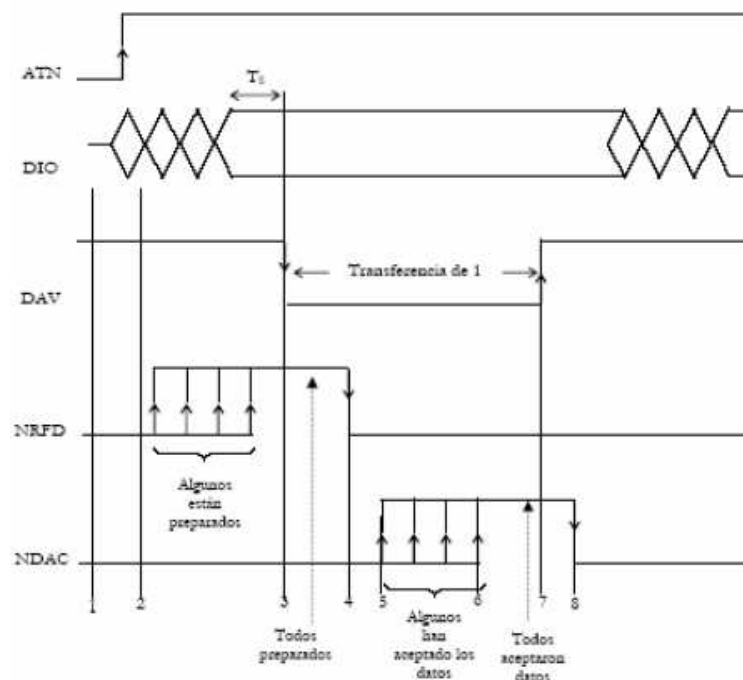 ATN
T₁
DIO
Transferencia de 1
DAV
NRFD
Algunos
están
preparados
NDAC
1 2 3 4 5 6 7 8
Todos
preparados
Algunos
han
aceptado los
datos
Todos
aceptaron
datos